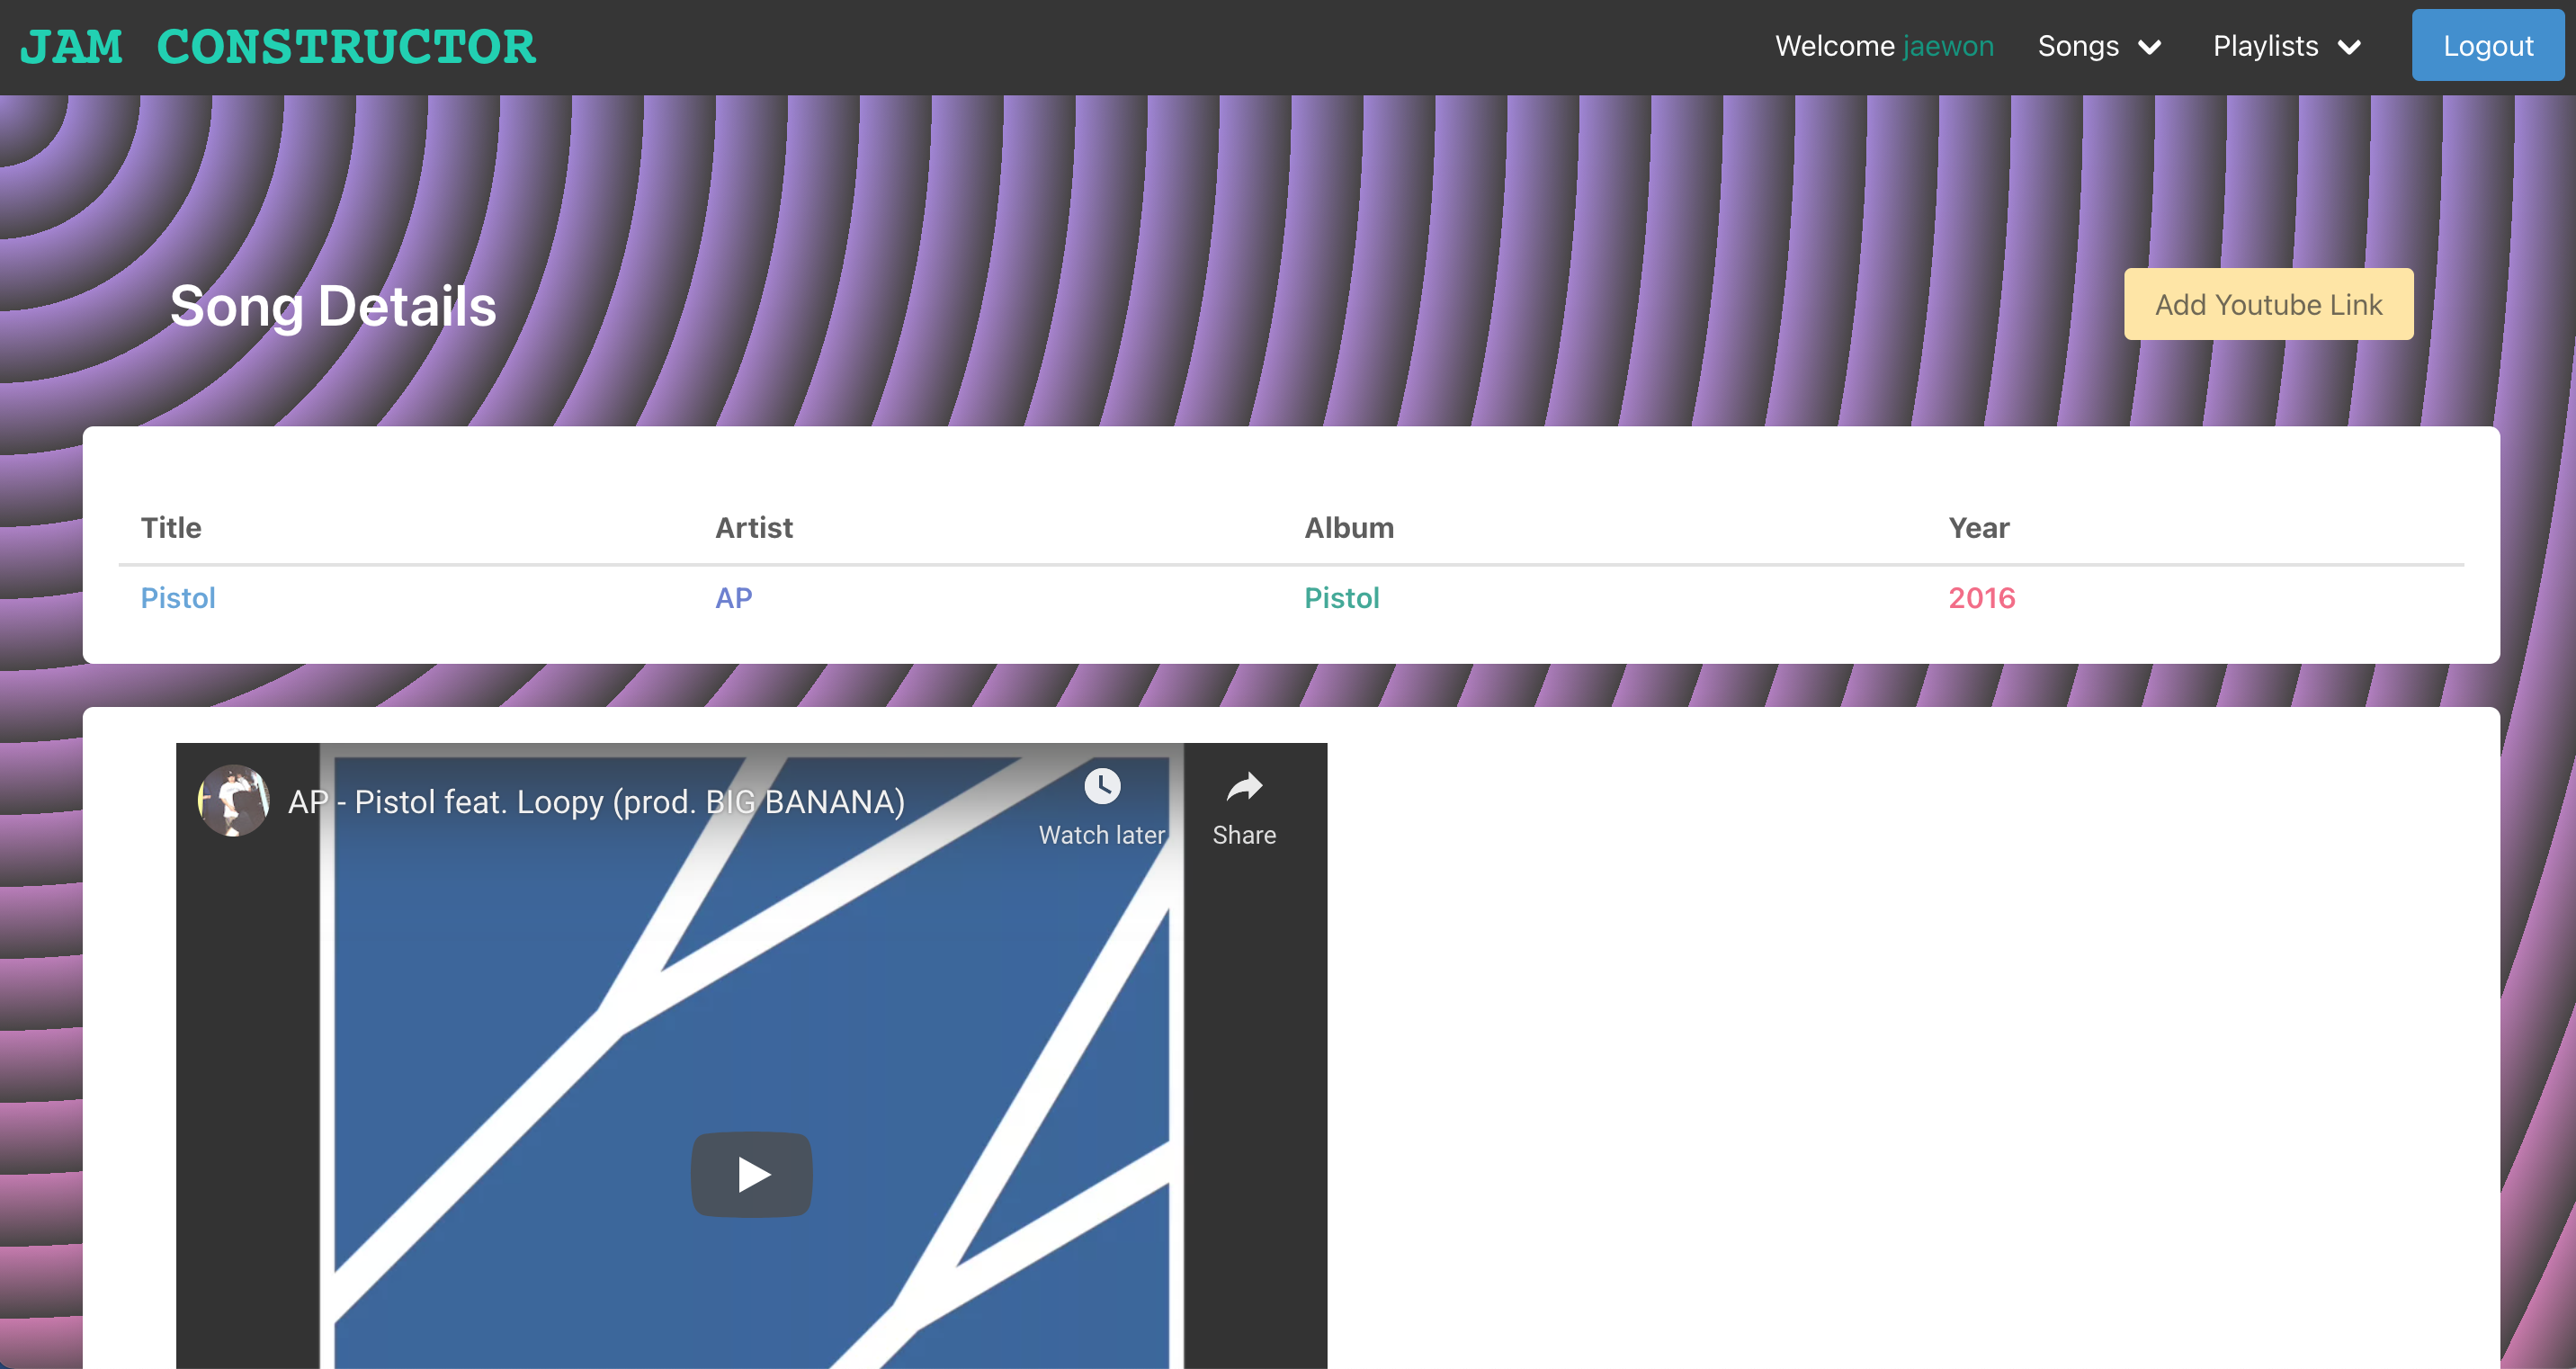 JAM CONSTRUCTOR
Welcome jaewon Songs Playlists Logout
Song Details
Add Youtube Link
Title Artist Album Year
Pistol AP Pistol 2016
AP - Pistol feat. Loopy (prod. BIG BANANA)
Watch later Share